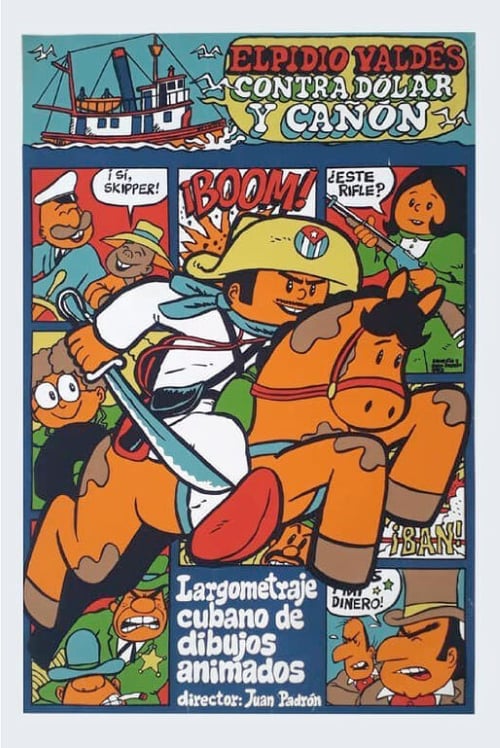 ELPIDIO VALDÉS
CONTRA DÓLAR
Y CAÑÓN
¡SÍ,
SKIPPER!
¡BOOM!
¿ESTE
RIFLE?
¡BAN!
MI
DINERO!
Largometraje
cubano de
dibujos
animados
director: Juan Padrón